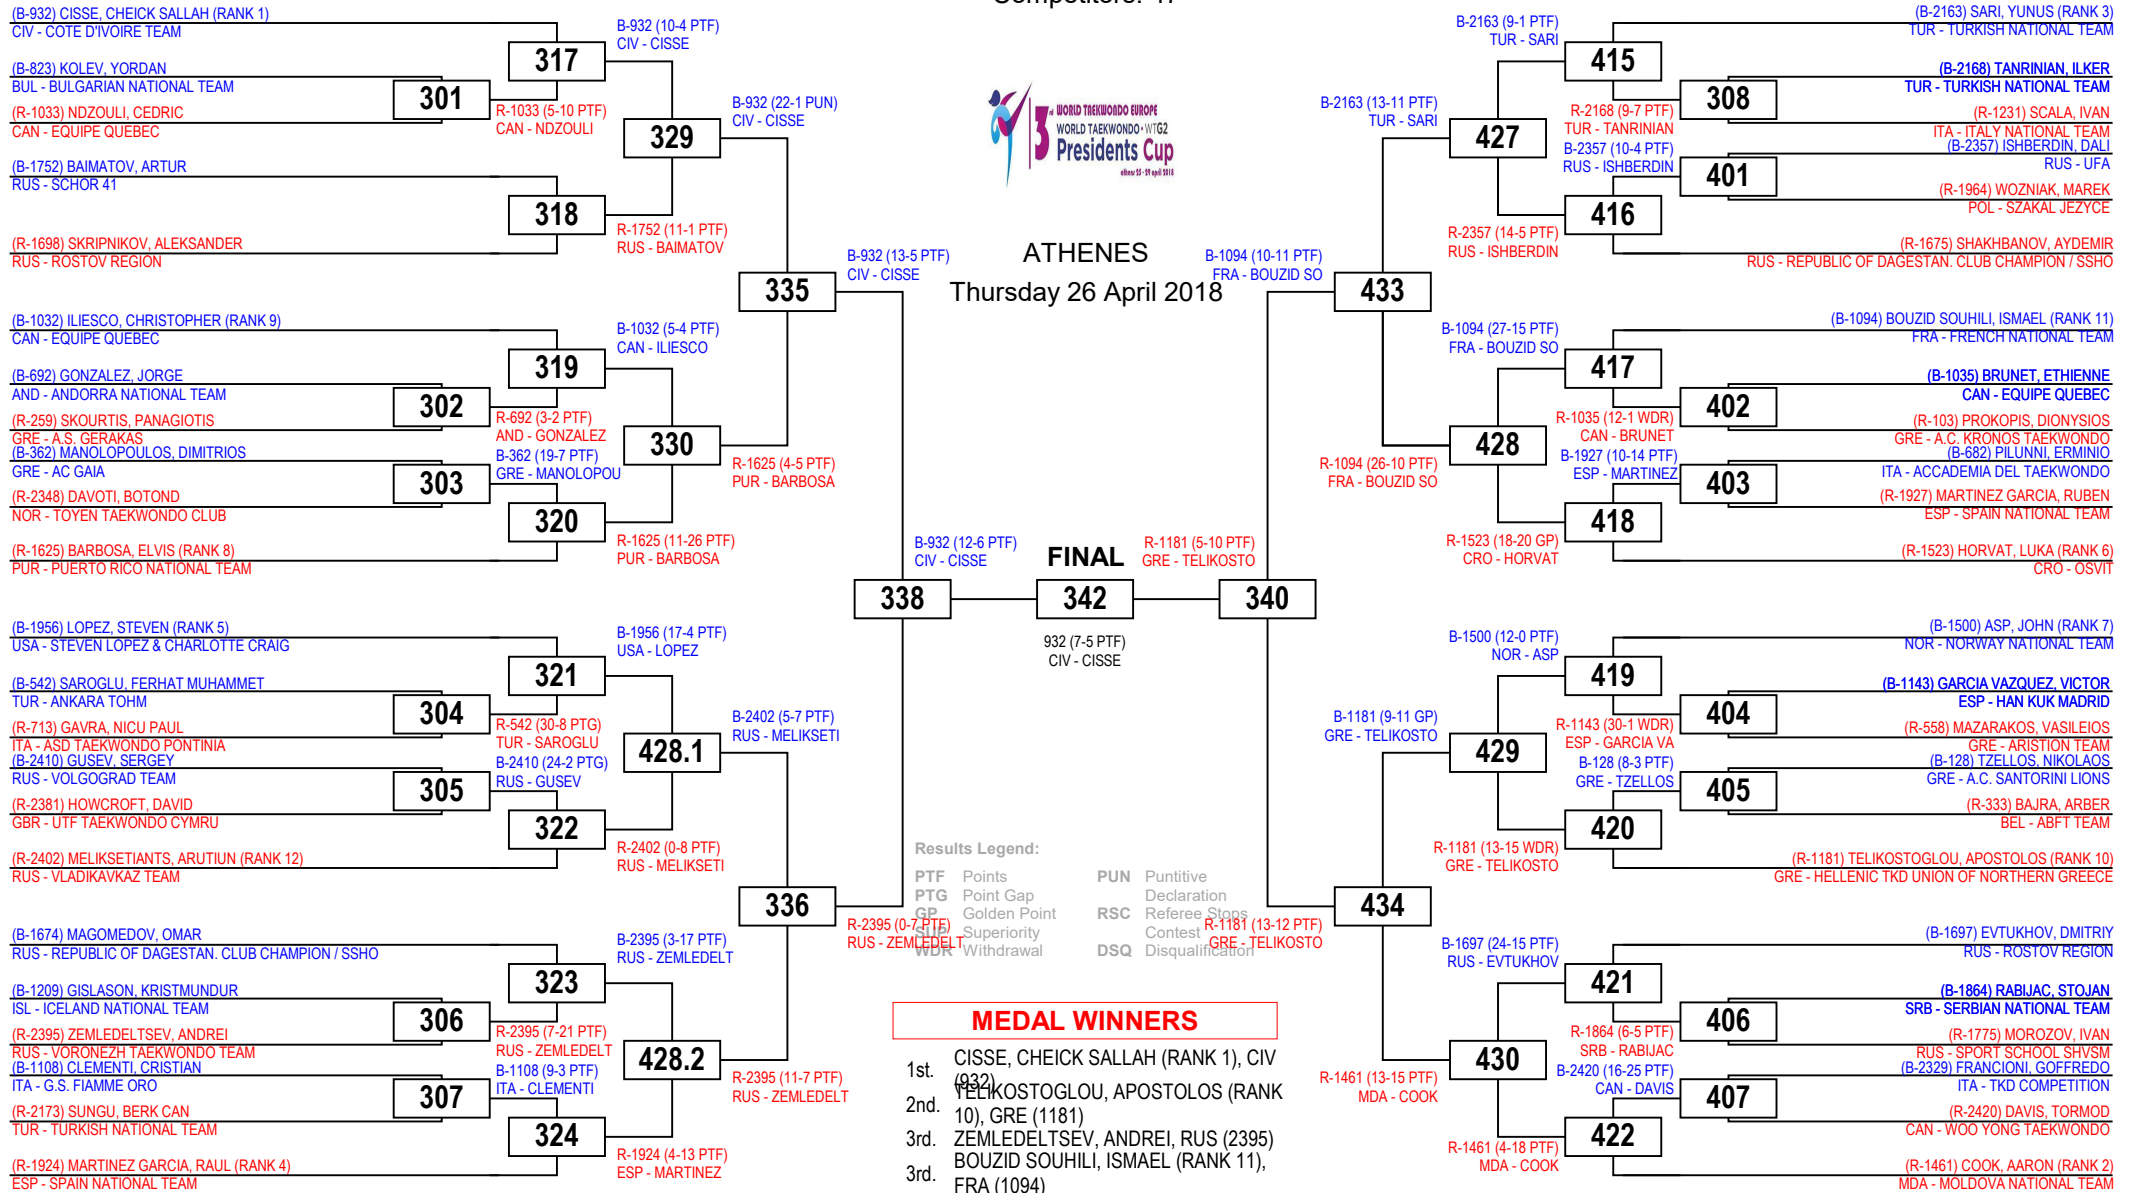 Competitors: 47
(B-932) CISSE, CHEICK SALLAH (RANK 1)
CIV - COTE D'IVOIRE TEAM
(B-823) KOLEV, YORDAN
BUL - BULGARIAN NATIONAL TEAM
(R-1033) NDZOULI, CEDRIC
CAN - EQUIPE QUEBEC
(B-1752) BAIMATOV, ARTUR
RUS - SCHOR 41
(R-1698) SKRIPNIKOV, ALEKSANDER
RUS - ROSTOV REGION
(B-1032) ILIESCO, CHRISTOPHER (RANK 9)
CAN - EQUIPE QUEBEC
(B-692) GONZALEZ, JORGE
AND - ANDORRA NATIONAL TEAM
(R-259) SKOURTIS, PANAGIOTIS
GRE - A.S. GERAKAS
(B-362) MANOLOPOULOS, DIMITRIOS
GRE - AC GAIA
(R-2348) DAVOTI, BOTOND
NOR - TOYEN TAEKWONDO CLUB
(R-1625) BARBOSA, ELVIS (RANK 8)
PUR - PUERTO RICO NATIONAL TEAM
(B-1956) LOPEZ, STEVEN (RANK 5)
USA - STEVEN LOPEZ & CHARLOTTE CRAIG
(B-542) SAROGLU, FERHAT MUHAMMET
TUR - ANKARA TOHM
(R-713) GAVRA, NICU PAUL
ITA - ASD TAEKWONDO PONTINIA
(B-2410) GUSEV, SERGEY
RUS - VOLGOGRAD TEAM
(R-2381) HOWCROFT, DAVID
GBR - UTF TAEKWONDO CYMRU
(R-2402) MELIKSETIANTS, ARUTIUN (RANK 12)
RUS - VLADIKAVKAZ TEAM
(B-1674) MAGOMEDOV, OMAR
RUS - REPUBLIC OF DAGESTAN. CLUB CHAMPION / SSHO
(B-1209) GISLASON, KRISTMUNDUR
ISL - ICELAND NATIONAL TEAM
(R-2395) ZEMLEDELTSEV, ANDREI
RUS - VORONEZH TAEKWONDO TEAM
(B-1108) CLEMENTI, CRISTIAN
ITA - G.S. FIAMME ORO
(R-2173) SUNGU, BERK CAN
TUR - TURKISH NATIONAL TEAM
(R-1924) MARTINEZ GARCIA, RAUL (RANK 4)
ESP - SPAIN NATIONAL TEAM
301
302
303
304
305
306
307
R-1033 (5-10 PTF)
CAN - NDZOULI
R-692 (3-2 PTF)
AND - GONZALEZ
B-362 (19-7 PTF)
GRE - MANOLOPOU
R-542 (30-8 PTG)
TUR - SAROGLU
B-2410 (24-2 PTG)
RUS - GUSEV
R-2395 (7-21 PTF)
RUS - ZEMLEDELT
B-1108 (9-3 PTF)
ITA - CLEMENTI
317
318
319
320
321
322
323
324
B-932 (10-4 PTF)
CIV - CISSE
R-1752 (11-1 PTF)
RUS - BAIMATOV
B-1032 (5-4 PTF)
CAN - ILIESCO
R-1625 (11-26 PTF)
PUR - BARBOSA
B-1956 (17-4 PTF)
USA - LOPEZ
R-2402 (0-8 PTF)
RUS - MELIKSETI
B-2395 (3-17 PTF)
RUS - ZEMLEDELT
R-1924 (4-13 PTF)
ESP - MARTINEZ
329
330
428.1
428.2
B-932 (22-1 PUN)
CIV - CISSE
R-1625 (4-5 PTF)
PUR - BARBOSA
B-2402 (5-7 PTF)
RUS - MELIKSETI
R-2395 (11-7 PTF)
RUS - ZEMLEDELT
335
336
B-932 (13-5 PTF)
CIV - CISSE
R-2395 (0-7 PTF)
RUS - ZEMLEDELT
338
B-932 (12-6 PTF)
CIV - CISSE
3rd WORLD TAEKWONDO EUROPE
WORLD TAEKWONDO • WTG2
Presidents Cup
athens 25 - 29 april 2018
ATHENES
Thursday 26 April 2018
FINAL
342
932 (7-5 PTF)
CIV - CISSE
R-1181 (5-10 PTF)
GRE - TELIKOSTO
340
B-1094 (10-11 PTF)
FRA - BOUZID SO
R-1181 (13-12 PTF)
GRE - TELIKOSTO
433
434
B-2163 (13-11 PTF)
TUR - SARI
R-1094 (26-10 PTF)
FRA - BOUZID SO
B-1181 (9-11 GP)
GRE - TELIKOSTO
R-1461 (13-15 PTF)
MDA - COOK
427
428
429
430
B-2163 (9-1 PTF)
TUR - SARI
R-2357 (14-5 PTF)
RUS - ISHBERDIN
B-1094 (27-15 PTF)
FRA - BOUZID SO
R-1523 (18-20 GP)
CRO - HORVAT
B-1500 (12-0 PTF)
NOR - ASP
R-1181 (13-15 WDR)
GRE - TELIKOSTO
B-1697 (24-15 PTF)
RUS - EVTUKHOV
R-1461 (4-18 PTF)
MDA - COOK
415
416
417
418
419
420
421
422
R-2168 (9-7 PTF)
TUR - TANRINIAN
B-2357 (10-4 PTF)
RUS - ISHBERDIN
R-1035 (12-1 WDR)
CAN - BRUNET
B-1927 (10-14 PTF)
ESP - MARTINEZ
R-1143 (30-1 WDR)
ESP - GARCIA VA
B-128 (8-3 PTF)
GRE - TZELLOS
R-1864 (6-5 PTF)
SRB - RABIJAC
B-2420 (16-25 PTF)
CAN - DAVIS
308
401
402
403
404
405
406
407
(B-2163) SARI, YUNUS (RANK 3)
TUR - TURKISH NATIONAL TEAM
(B-2168) TANRINIAN, ILKER
TUR - TURKISH NATIONAL TEAM
(R-1231) SCALA, IVAN
ITA - ITALY NATIONAL TEAM
(B-2357) ISHBERDIN, DALI
RUS - UFA
(R-1964) WOZNIAK, MAREK
POL - SZAKAL JEZYCE
(R-1675) SHAKHBANOV, AYDEMIR
RUS - REPUBLIC OF DAGESTAN. CLUB CHAMPION / SSHO
(B-1094) BOUZID SOUHILI, ISMAEL (RANK 11)
FRA - FRENCH NATIONAL TEAM
(B-1035) BRUNET, ETHIENNE
CAN - EQUIPE QUEBEC
(R-103) PROKOPIS, DIONYSIOS
GRE - A.C. KRONOS TAEKWONDO
(B-682) PILUNNI, ERMINIO
ITA - ACCADEMIA DEL TAEKWONDO
(R-1927) MARTINEZ GARCIA, RUBEN
ESP - SPAIN NATIONAL TEAM
(R-1523) HORVAT, LUKA (RANK 6)
CRO - OSVIT
(B-1500) ASP, JOHN (RANK 7)
NOR - NORWAY NATIONAL TEAM
(B-1143) GARCIA VAZQUEZ, VICTOR
ESP - HAN KUK MADRID
(R-558) MAZARAKOS, VASILEIOS
GRE - ARISTION TEAM
(B-128) TZELLOS, NIKOLAOS
GRE - A.C. SANTORINI LIONS
(R-333) BAJRA, ARBER
BEL - ABFT TEAM
(R-1181) TELIKOSTOGLOU, APOSTOLOS (RANK 10)
GRE - HELLENIC TKD UNION OF NORTHERN GREECE
(B-1697) EVTUKHOV, DMITRIY
RUS - ROSTOV REGION
(B-1864) RABIJAC, STOJAN
SRB - SERBIAN NATIONAL TEAM
(R-1775) MOROZOV, IVAN
RUS - SPORT SCHOOL SHVSM
(B-2329) FRANCIONI, GOFFREDO
ITA - TKD COMPETITION
(R-2420) DAVIS, TORMOD
CAN - WOO YONG TAEKWONDO
(R-1461) COOK, AARON (RANK 2)
MDA - MOLDOVA NATIONAL TEAM
Results Legend:
PTF Points
PTG Point Gap
GP Golden Point
SUP Superiority
WDR Withdrawal
PUN Puntitive
Declaration
RSC Referee Stops
Contest
DSQ Disqualification
MEDAL WINNERS
1st. CISSE, CHEICK SALLAH (RANK 1), CIV
(932)
2nd. TELIKOSTOGLOU, APOSTOLOS (RANK
10), GRE (1181)
3rd. ZEMLEDELTSEV, ANDREI, RUS (2395)
3rd. BOUZID SOUHILI, ISMAEL (RANK 11),
FRA (1094)